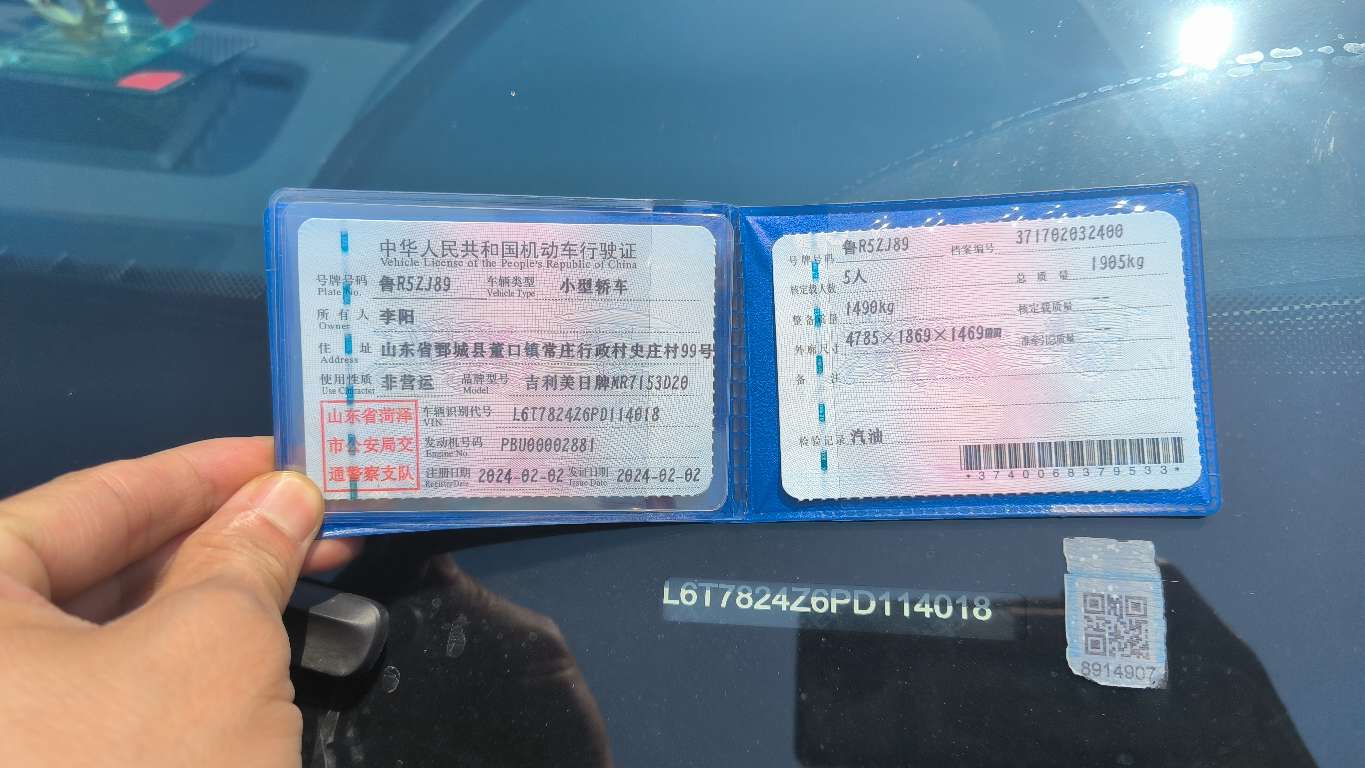 中华人民共和国机动车行驶证
Vehicle License of the People's Republic of China
号牌号码 鲁R5ZJ89 车辆类型 小型轿车
Plate No. Vehicle Type
所有人 李阳
Owner
住址 山东省鄄城县董口镇常庄行政村史庄村99号
Address
使用性质 非营运 品牌型号 吉利美日牌MR7153D20
Use Character Model
山东省菏泽
市公安局交
通警察支队
车辆识别代号 L6T7824Z6PD114018
VIN
发动机号码 PBU00002881
Engine No.
注册日期 2024-02-02 发证日期 2024-02-02
Register Date Issue Date
号牌号码 鲁R5ZJ89 档案编号 371702032400
核定载人数 5人 总质量 1905kg
整备质量 1490kg 核定载质量 --
外廓尺寸 4785×1869×1469mm 准牵引总质量 --
备注
检验记录 汽油
*3740068379533*
L6T7824Z6PD114018
8914907